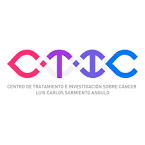 CTIC
CENTRO DE TRATAMIENTO E INVESTIGACIÓN SOBRE CÁNCER
LUIS CARLOS SARMIENTO ANGULO